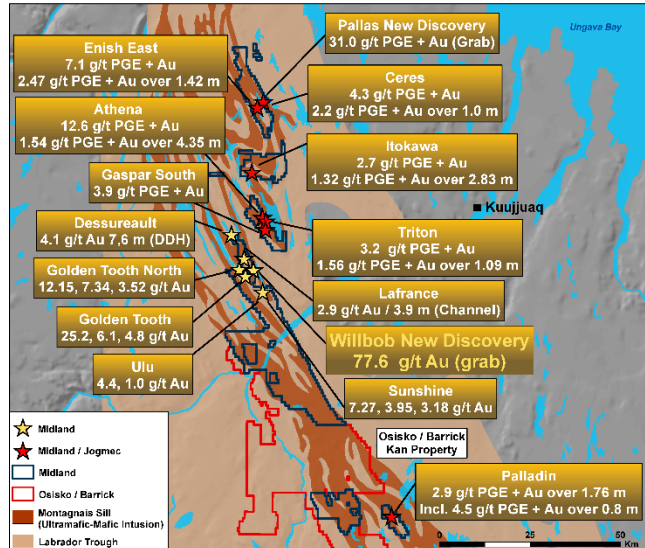 Ungava Bay
Pallas New Discovery
31.0 g/t PGE + Au (Grab)
Enish East
7.1 g/t PGE + Au
2.47 g/t PGE + Au over 1.42 m
Ceres
4.3 g/t PGE + Au
2.2 g/t PGE + Au over 1.0 m
Athena
12.6 g/t PGE + Au
1.54 g/t PGE + Au over 4.35 m
Itokawa
2.7 g/t PGE + Au
1.32 g/t PGE + Au over 2.83 m
Gaspar South
3.9 g/t PGE + Au
Kuujjuaq
Dessureault
4.1 g/t Au 7,6 m (DDH)
Triton
3.2 g/t PGE + Au
1.56 g/t PGE + Au over 1.09 m
Golden Tooth North
12.15, 7.34, 3.52 g/t Au
Lafrance
2.9 g/t Au / 3.9 m (Channel)
Golden Tooth
25.2, 6.1, 4.8 g/t Au
Willbob New Discovery
77.6 g/t Au (grab)
Ulu
4.4, 1.0 g/t Au
Sunshine
7.27, 3.95, 3.18 g/t Au
Osisko / Barrick
Kan Property
Palladin
2.9 g/t PGE + Au over 1.76 m
Incl. 4.5 g/t PGE + Au over 0.8 m
Midland
Midland / Jogmec
Midland
Osisko / Barrick
Montagnais Sill
(Ultramafic-Mafic Intusion)
Labrador Trough
0 25 50
Km